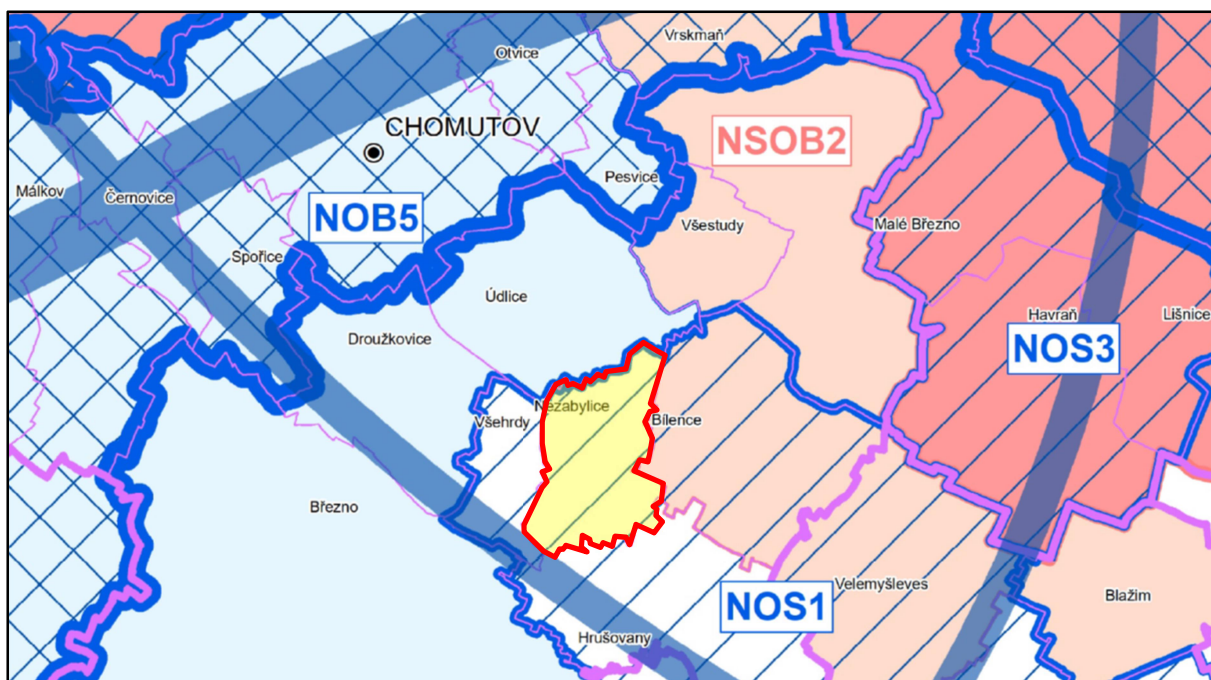 Vrskmaň
Otvice
CHOMUTOV
NSOB2
Pesvice
Málkov
Černovice
NOB5
Všestudy
Malé Březno
Spořice
Údlice
Havraň
Lišnice
Droužkovice
NOS3
Nezabylice
Všehrdy
Bílence
Březno
Velemyšleves
NOS1
Blažim
Hrušovany